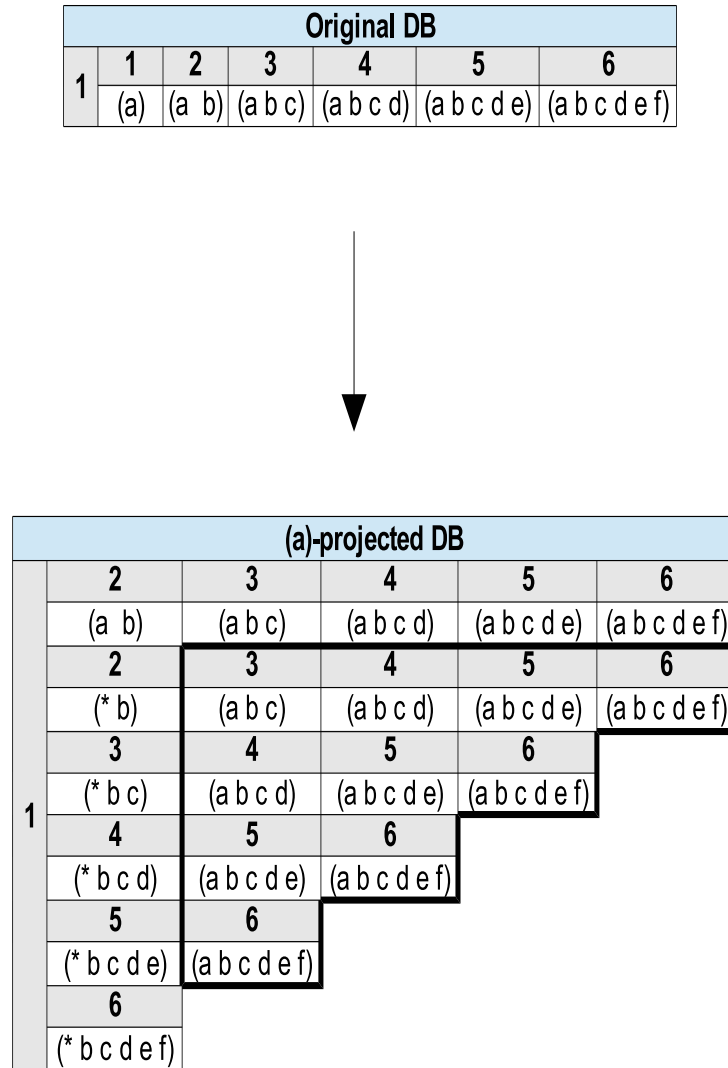 Original DB
1 1 2 3 4 5 6
(a) (a b) (a b c) (a b c d) (a b c d e) (a b c d e f)
(a)-projected DB
2 3 4 5 6
(a b) (a b c) (a b c d) (a b c d e) (a b c d e f)
2 3 4 5 6
(* b) (a b c) (a b c d) (a b c d e) (a b c d e f)
3 4 5 6
(* b c) (a b c d) (a b c d e) (a b c d e f)
1
4 5 6
(* b c d) (a b c d e) (a b c d e f)
5 6
(* b c d e) (a b c d e f)
6
(* b c d e f)